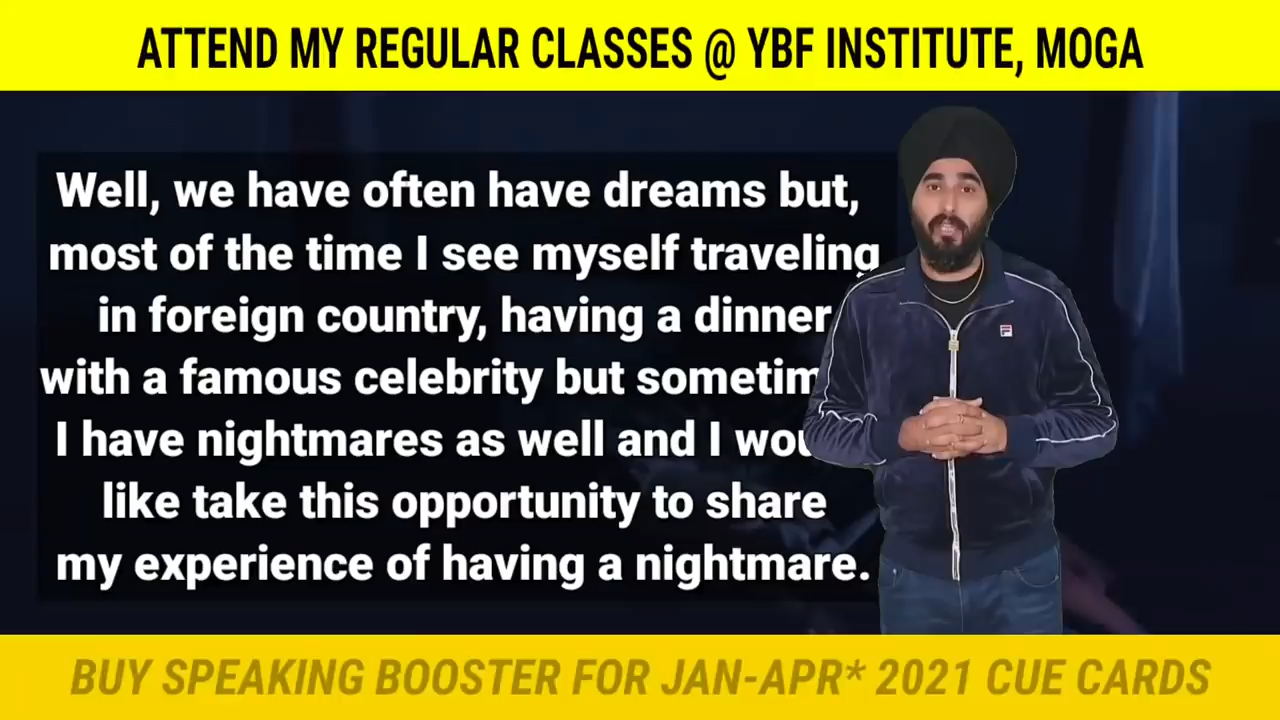 ATTEND MY REGULAR CLASSES @ YBF INSTITUTE, MOGA
Well, we have often have dreams but,
most of the time I see myself traveling
in foreign country, having a dinner
with a famous celebrity but
I have nightmares as well and I
like take this opportunity to share
my experience of having a nightmare.
BUY SPEAKING BOOSTER FOR JAN-APR* 2021 CUE CARDS